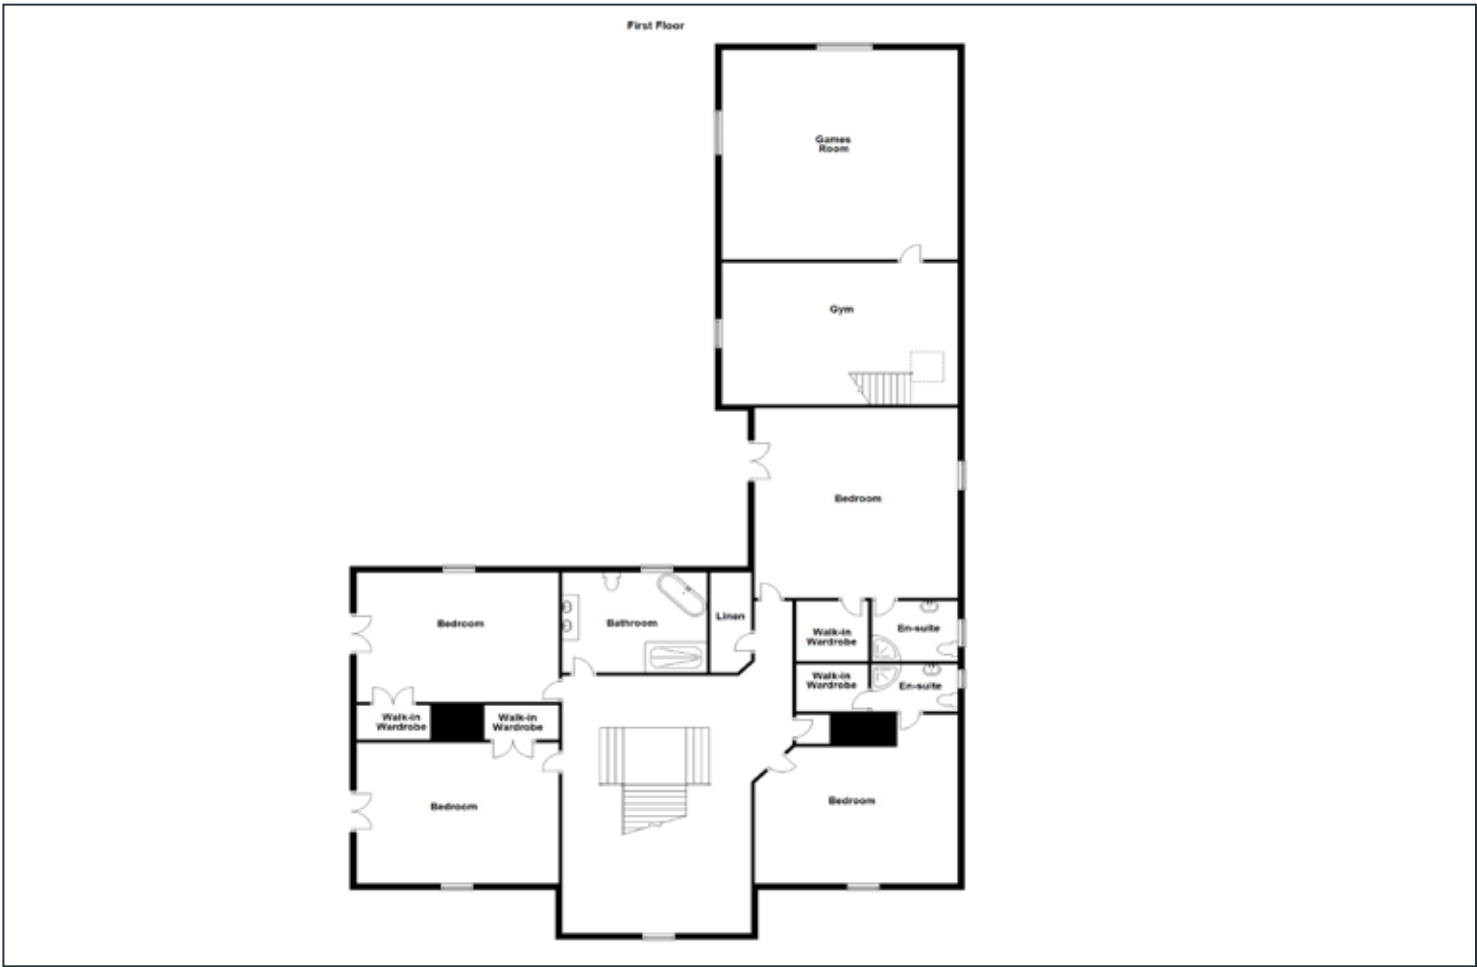 First Floor
Games
Room
Gym
Bedroom
Bedroom
Bathroom
Linen
Walk-in
Wardrobe
En-suite
Walk-in
Wardrobe
En-suite
Walk-in
Wardrobe
Walk-in
Wardrobe
Bedroom
Bedroom